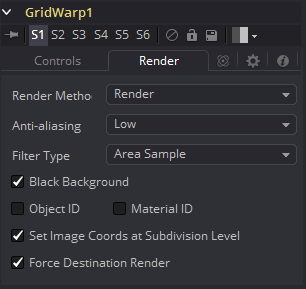 GridWarp1
S1 S2 S3 S4 S5 S6
Controls Render
Render Metho Render
Anti-aliasing Low
Filter Type Area Sample
Black Background
Object ID Material ID
Set Image Coords at Subdivision Level
Force Destination Render